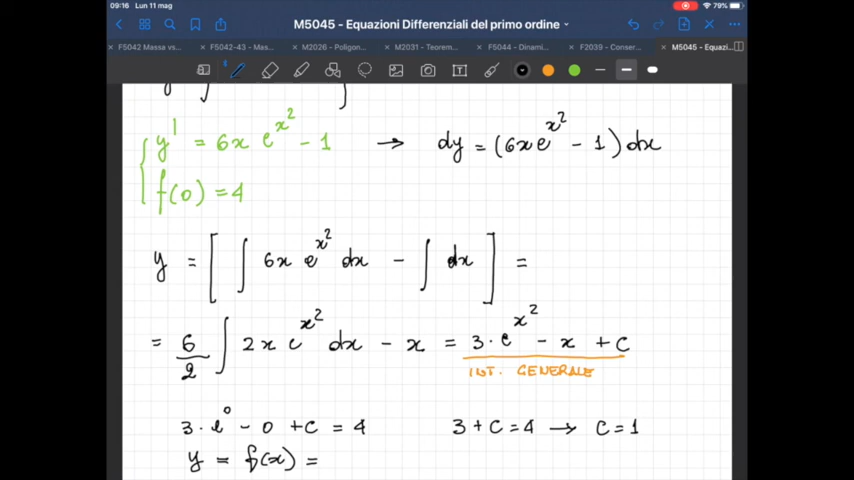 09:16 Lun 11 mag 79%
M5045 - Equazioni Differenziali del primo ordine
F5042 Massa vs... F5042-43 - Mas... M2026 - Poligon... M2031 - Teorem... F5044 - Dinami... F2039 - Conser... M5045 - Equazi...
y' = 6x e^x² - 1 → dy = (6x e^x² - 1) dx
f(0) = 4
y = [ ∫ 6x e^x² dx - ∫ dx ] =
= 6/2 ∫ 2x e^x² dx - x = 3 · e^x² - x + c
INT. GENERALE
3 · e^0 - 0 + c = 4 3 + c = 4 → c = 1
y = f(x) =